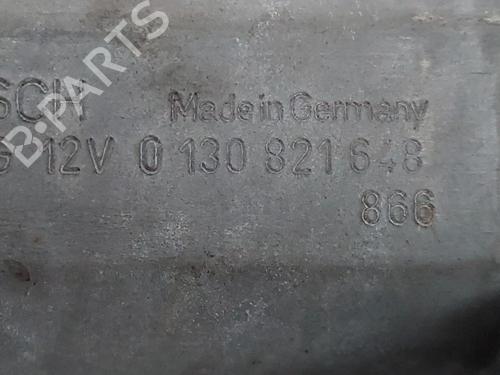 B-PARTS
SCH Made in Germany
12V 0 130 821 648
866